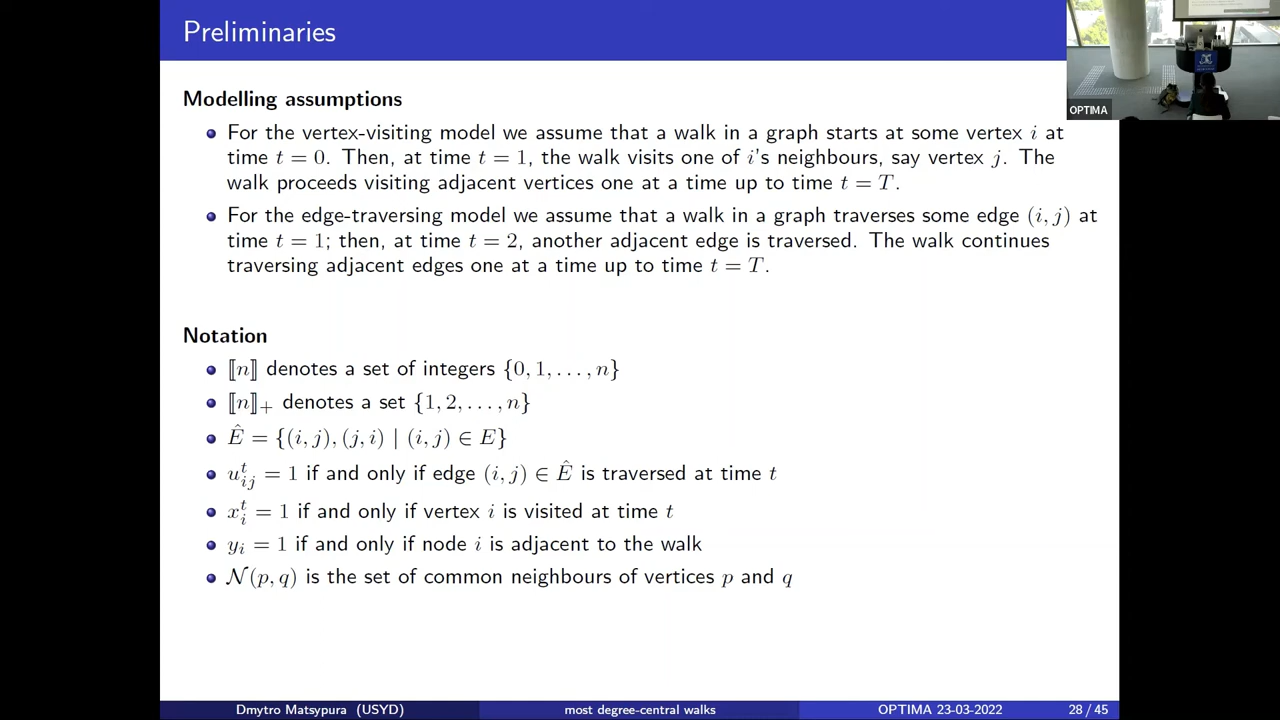 Preliminaries
OPTIMA
Modelling assumptions
For the vertex-visiting model we assume that a walk in a graph starts at some vertex i at
time t = 0. Then, at time t = 1, the walk visits one of i's neighbours, say vertex j. The
walk proceeds visiting adjacent vertices one at a time up to time t = T.
For the edge-traversing model we assume that a walk in a graph traverses some edge (i, j) at
time t = 1; then, at time t = 2, another adjacent edge is traversed. The walk continues
traversing adjacent edges one at a time up to time t = T.
Notation
⟦n⟧ denotes a set of integers {0, 1, . . . , n}
⟦n⟧₊ denotes a set {1, 2, . . . , n}
Ê = {(i, j), (j, i) | (i, j) ∈ E}
u^t_{ij} = 1 if and only if edge (i, j) ∈ Ê is traversed at time t
x^t_i = 1 if and only if vertex i is visited at time t
y_i = 1 if and only if node i is adjacent to the walk
𝒩(p, q) is the set of common neighbours of vertices p and q
Dmytro Matsypura (USYD) most degree-central walks OPTIMA 23-03-2022 28 / 45